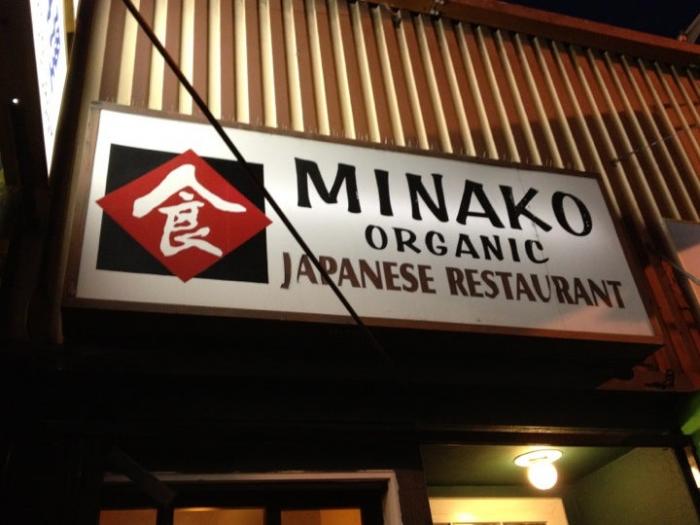 食
MINAKO
ORGANIC
JAPANESE RESTAURANT